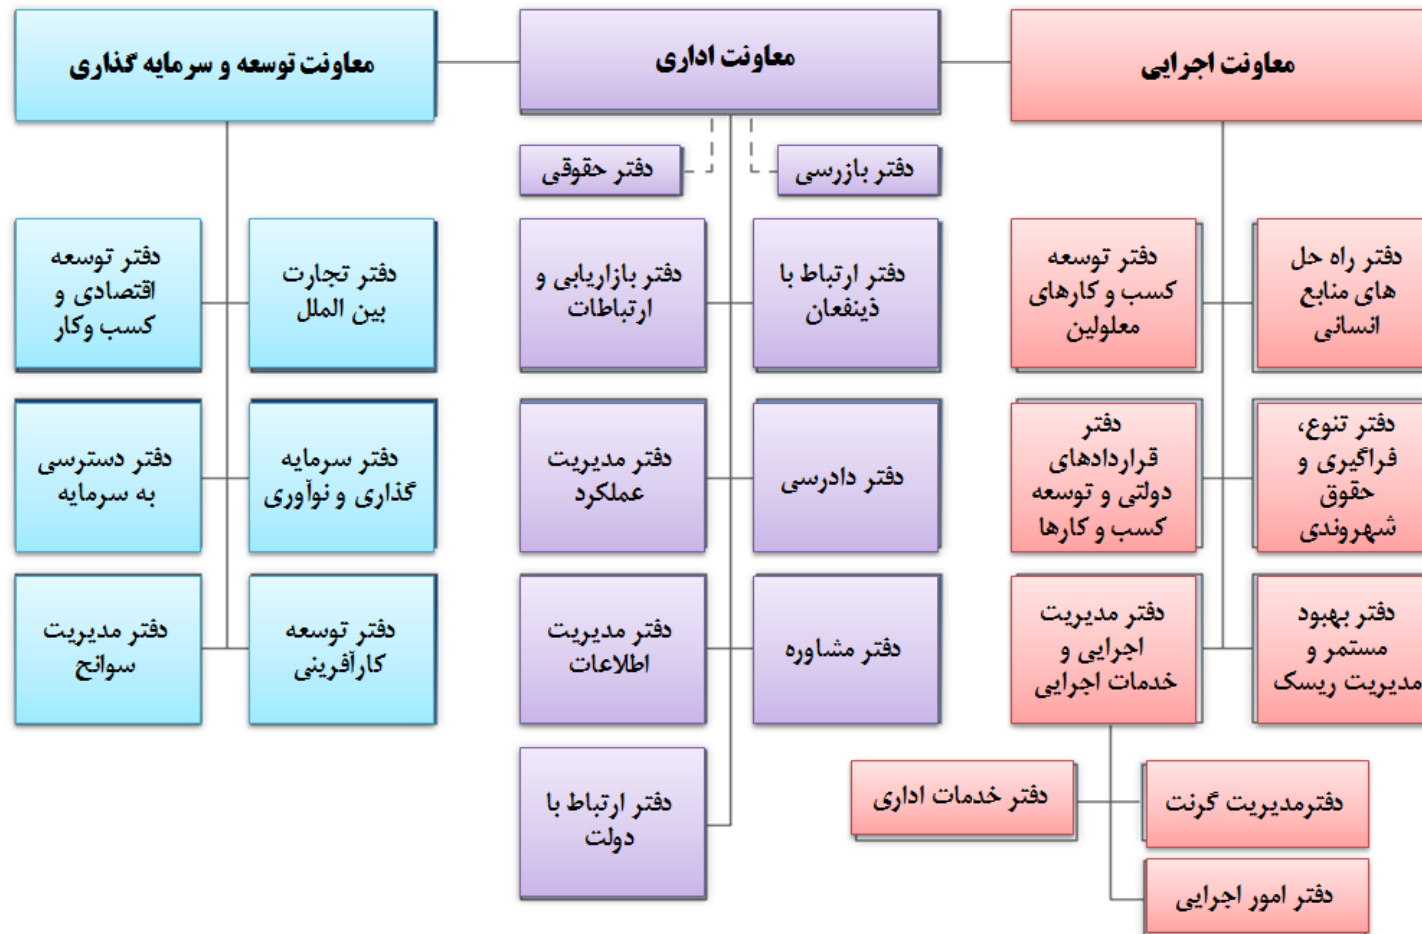 معاونت اجرایی
معاونت اداری
معاونت توسعه و سرمایه گذاری
دفتر بازرسی
دفتر حقوقی
دفتر راه حل
های منابع
انسانی
دفتر توسعه
کسب و کارهای
معلولین
دفتر ارتباط با
ذینفعان
دفتر بازاریابی و
ارتباطات
دفتر تجارت
بین الملل
دفتر توسعه
اقتصادی و
کسب وکار
دفتر تنوع،
فراگیری و
حقوق
شهروندی
دفتر
قراردادهای
دولتی و توسعه
کسب و کارها
دفتر دادرسی
دفتر مدیریت
عملکرد
دفتر سرمایه
گذاری و نوآوری
دفتر دسترسی
به سرمایه
دفتر بهبود
مستمر و
مدیریت ریسک
دفتر مدیریت
اجرایی و
خدمات اجرایی
دفتر مشاوره
دفتر مدیریت
اطلاعات
دفتر توسعه
کارآفرینی
دفتر مدیریت
سوانح
دفترمدیریت گرنت
دفتر خدمات اداری
دفتر ارتباط با
دولت
دفتر امور اجرایی